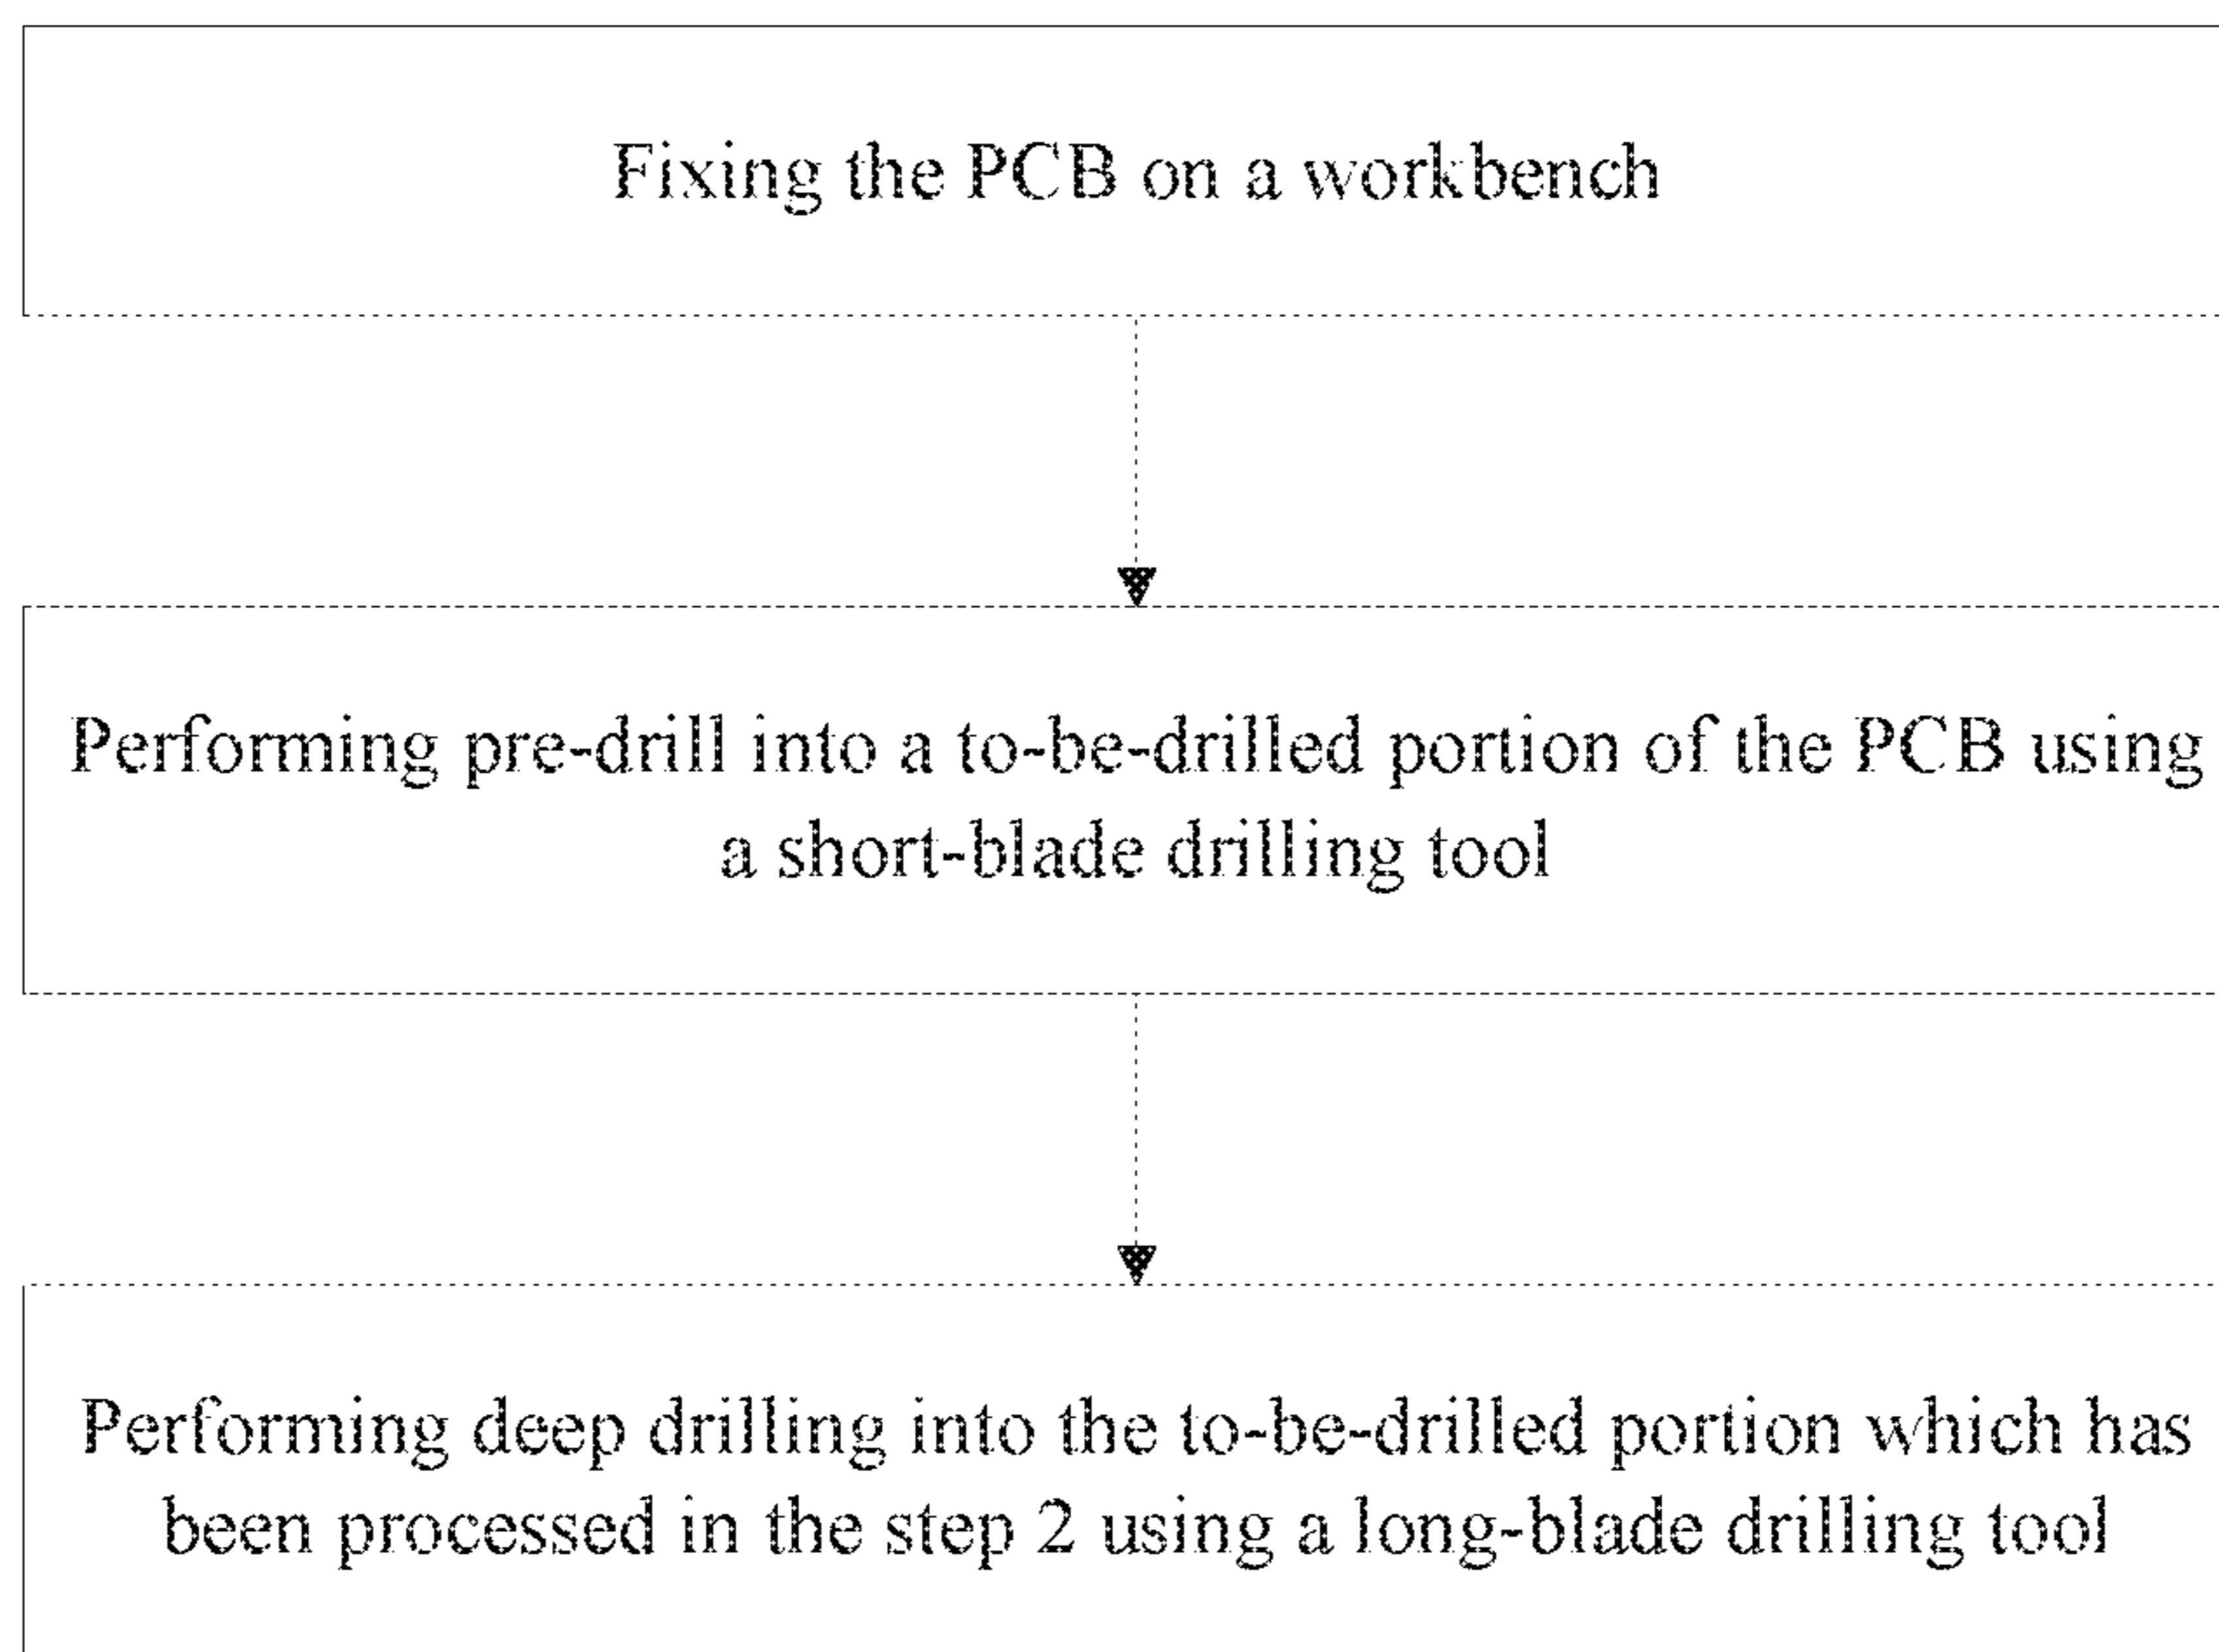 Fixing the PCB on a workbench
Performing pre-drill into a to-be-drilled portion of the PCB using
a short-blade drilling tool
Performing deep drilling into the to-be-drilled portion which has
been processed in the step 2 using a long-blade drilling tool